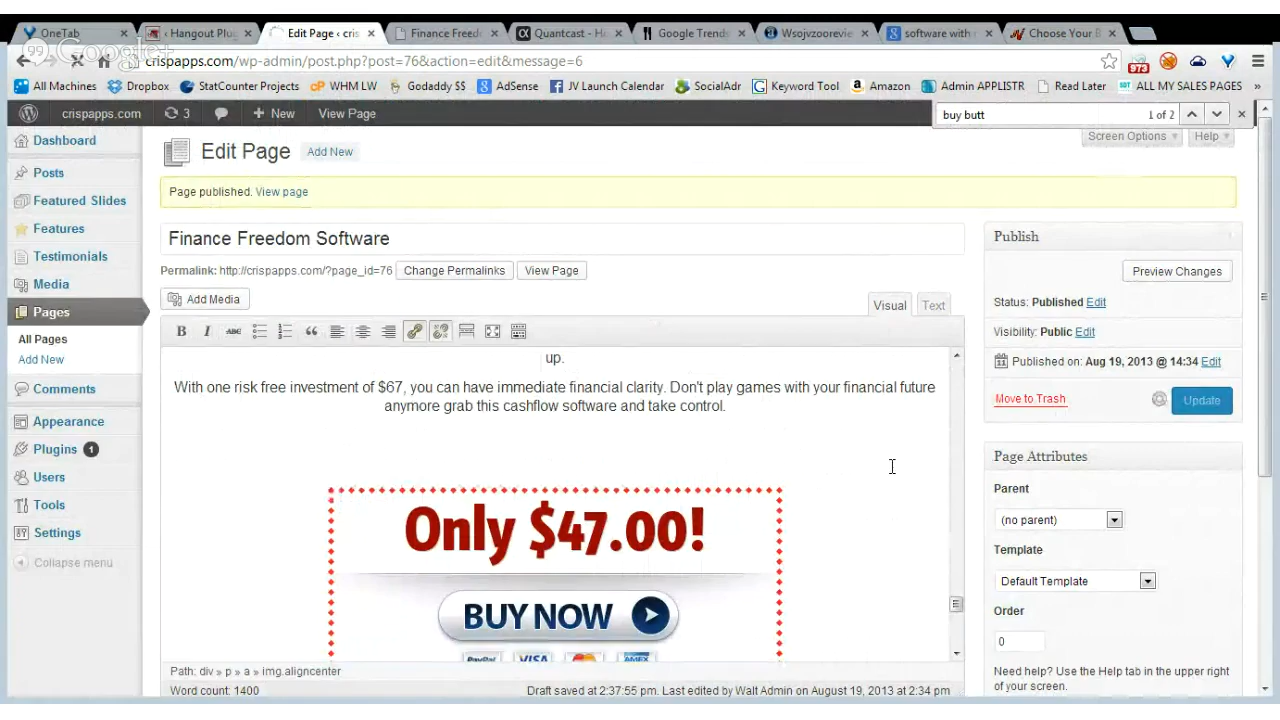 OneTab
‹ Hangout Plug
Edit Page ‹ cris
Finance Freed
Quantcast - H
Google Trends
Wsojvzoorevie
software with
Choose Your B
Google+
crispapps.com/wp-admin/post.php?post=76&action=edit&message=6
973
All Machines
Dropbox
StatCounter Projects
WHM LW
Godaddy $$
AdSense
JV Launch Calendar
SocialAdr
Keyword Tool
Amazon
Admin APPLISTR
Read Later
ALL MY SALES PAGES
»
crispapps.com
3
+ New
View Page
buy butt
1 of 2
Screen Options
Help
Dashboard
Posts
Featured Slides
Features
Testimonials
Media
Pages
All Pages
Add New
Comments
Appearance
Plugins 1
Users
Tools
Settings
Collapse menu
Edit Page
Add New
Page published. View page
Finance Freedom Software
Permalink: http://crispapps.com/?page_id=76
Change Permalinks
View Page
Add Media
Visual
Text
B I ABC
up.
With one risk free investment of $67, you can have immediate financial clarity. Don't play games with your financial future
anymore grab this cashflow software and take control.
Only $47.00!
BUY NOW
PayPal VISA AMEX
Path: div » p » a » img.aligncenter
Word count: 1400
Draft saved at 2:37:55 pm. Last edited by Walt Admin on August 19, 2013 at 2:34 pm
Publish
Preview Changes
Status: Published Edit
Visibility: Public Edit
Published on: Aug 19, 2013 @ 14:34 Edit
Move to Trash
Update
Page Attributes
Parent
(no parent)
Template
Default Template
Order
0
Need help? Use the Help tab in the upper right
of your screen.